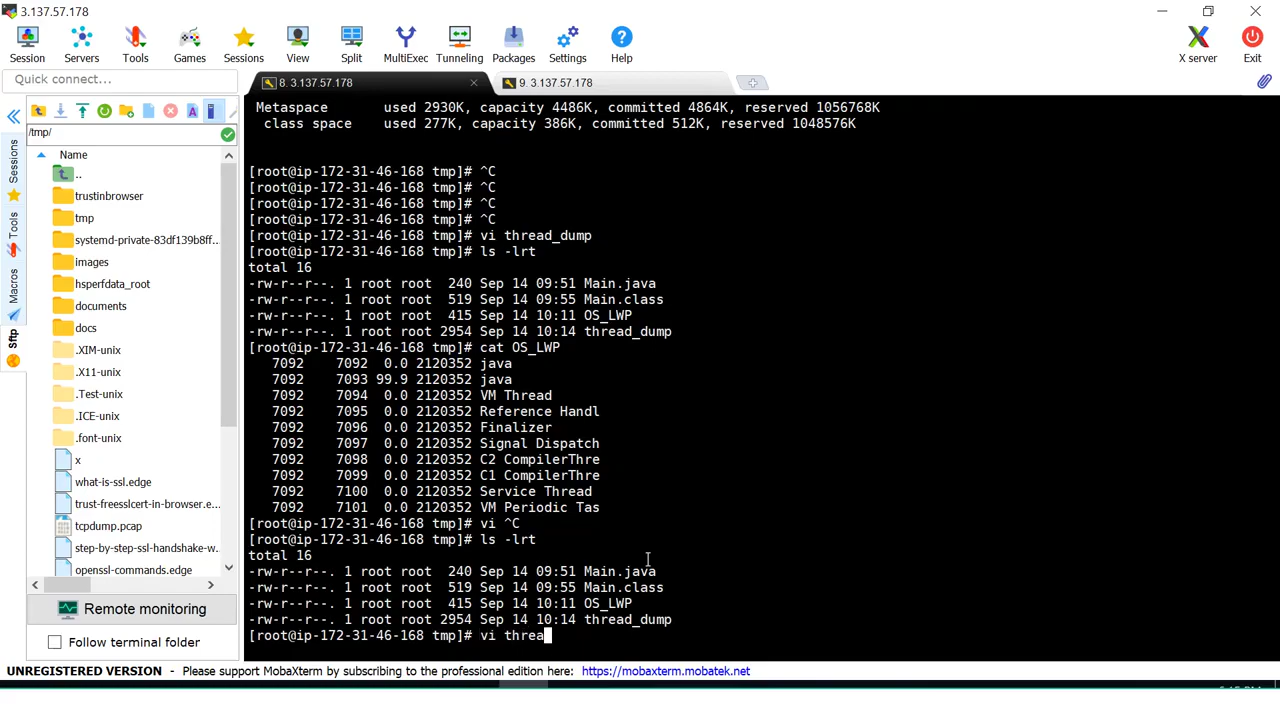 3.137.57.178
Session Servers Tools Games Sessions View Split MultiExec Tunneling Packages Settings Help X server Exit
Quick connect...
8. 3.137.57.178
9. 3.137.57.178
/tmp/
Name
..
trustinbrowser
tmp
systemd-private-83df139b8ff...
images
hsperfdata_root
documents
docs
.XIM-unix
.X11-unix
.Test-unix
.ICE-unix
.font-unix
x
what-is-ssl.edge
trust-freesslcert-in-browser.e...
tcpdump.pcap
step-by-step-ssl-handshake-w...
openssl-commands.edge
Sessions
Tools
Macros
Sftp
Remote monitoring
Follow terminal folder
Metaspace       used 2930K, capacity 4486K, committed 4864K, reserved 1056768K
class space    used 277K, capacity 386K, committed 512K, reserved 1048576K
[root@ip-172-31-46-168 tmp]# ^C
[root@ip-172-31-46-168 tmp]# ^C
[root@ip-172-31-46-168 tmp]# ^C
[root@ip-172-31-46-168 tmp]# ^C
[root@ip-172-31-46-168 tmp]# vi thread_dump
[root@ip-172-31-46-168 tmp]# ls -lrt
total 16
-rw-r--r--. 1 root root  240 Sep 14 09:51 Main.java
-rw-r--r--. 1 root root  519 Sep 14 09:55 Main.class
-rw-r--r--. 1 root root  415 Sep 14 10:11 OS_LWP
-rw-r--r--. 1 root root 2954 Sep 14 10:14 thread_dump
[root@ip-172-31-46-168 tmp]# cat OS_LWP
7092    7092  0.0 2120352 java
7092    7093 99.9 2120352 java
7092    7094  0.0 2120352 VM Thread
7092    7095  0.0 2120352 Reference Handl
7092    7096  0.0 2120352 Finalizer
7092    7097  0.0 2120352 Signal Dispatch
7092    7098  0.0 2120352 C2 CompilerThre
7092    7099  0.0 2120352 C1 CompilerThre
7092    7100  0.0 2120352 Service Thread
7092    7101  0.0 2120352 VM Periodic Tas
[root@ip-172-31-46-168 tmp]# vi ^C
[root@ip-172-31-46-168 tmp]# ls -lrt
total 16
-rw-r--r--. 1 root root  240 Sep 14 09:51 Main.java
-rw-r--r--. 1 root root  519 Sep 14 09:55 Main.class
-rw-r--r--. 1 root root  415 Sep 14 10:11 OS_LWP
-rw-r--r--. 1 root root 2954 Sep 14 10:14 thread_dump
[root@ip-172-31-46-168 tmp]# vi threa
UNREGISTERED VERSION - Please support MobaXterm by subscribing to the professional edition here: https://mobaxterm.mobatek.net